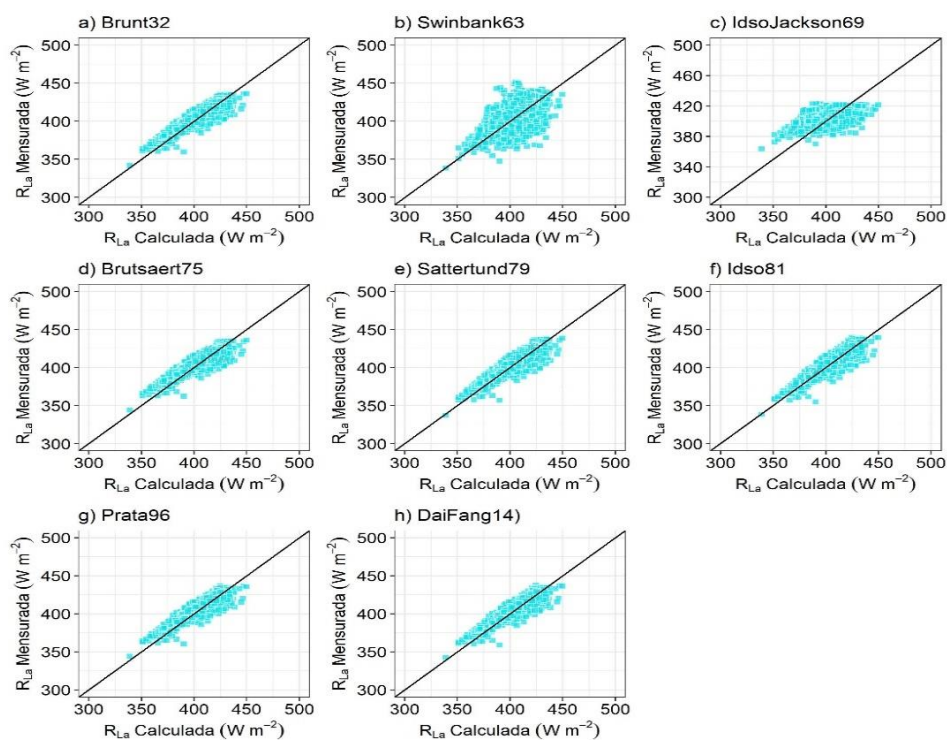 a) Brunt32
b) Swinbank63
c) IdsoJackson69
R_La Mensurada (W m⁻²)
500
450
400
350
300
300 350 400 450 500
R_La Calculada (W m⁻²)
R_La Mensurada (W m⁻²)
500
450
400
350
300
300 350 400 450 500
R_La Calculada (W m⁻²)
R_La Mensurada (W m⁻²)
500
460
420
380
340
300
300 350 400 450 500
R_La Calculada (W m⁻²)
d) Brutsaert75
e) Sattertund79
f) Idso81
R_La Mensurada (W m⁻²)
500
450
400
350
300
300 350 400 450 500
R_La Calculada (W m⁻²)
R_La Mensurada (W m⁻²)
500
450
400
350
300
300 350 400 450 500
R_La Calculada (W m⁻²)
R_La Mensurada (W m⁻²)
500
450
400
350
300
300 350 400 450 500
R_La Calculada (W m⁻²)
g) Prata96
h) DaiFang14)
R_La Mensurada (W m⁻²)
500
450
400
350
300
300 350 400 450 500
R_La Calculada (W m⁻²)
R_La Mensurada (W m⁻²)
500
450
400
350
300
300 350 400 450 500
R_La Calculada (W m⁻²)